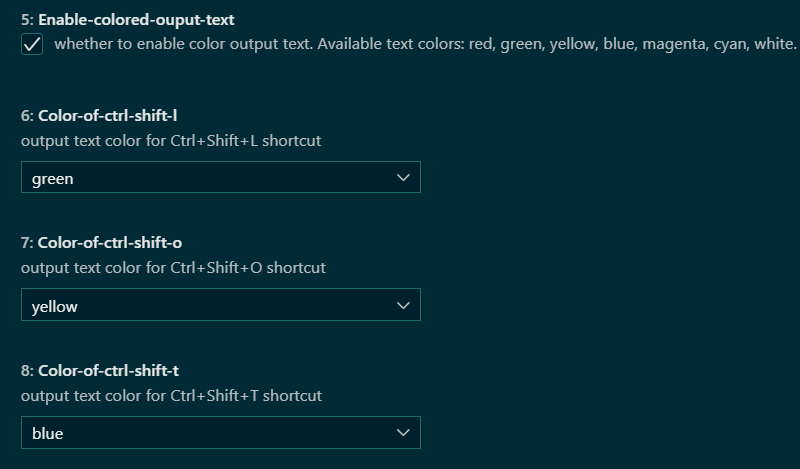 5: Enable-colored-ouput-text
whether to enable color output text. Available text colors: red, green, yellow, blue, magenta, cyan, white.
6: Color-of-ctrl-shift-l
output text color for Ctrl+Shift+L shortcut
green
7: Color-of-ctrl-shift-o
output text color for Ctrl+Shift+O shortcut
yellow
8: Color-of-ctrl-shift-t
output text color for Ctrl+Shift+T shortcut
blue